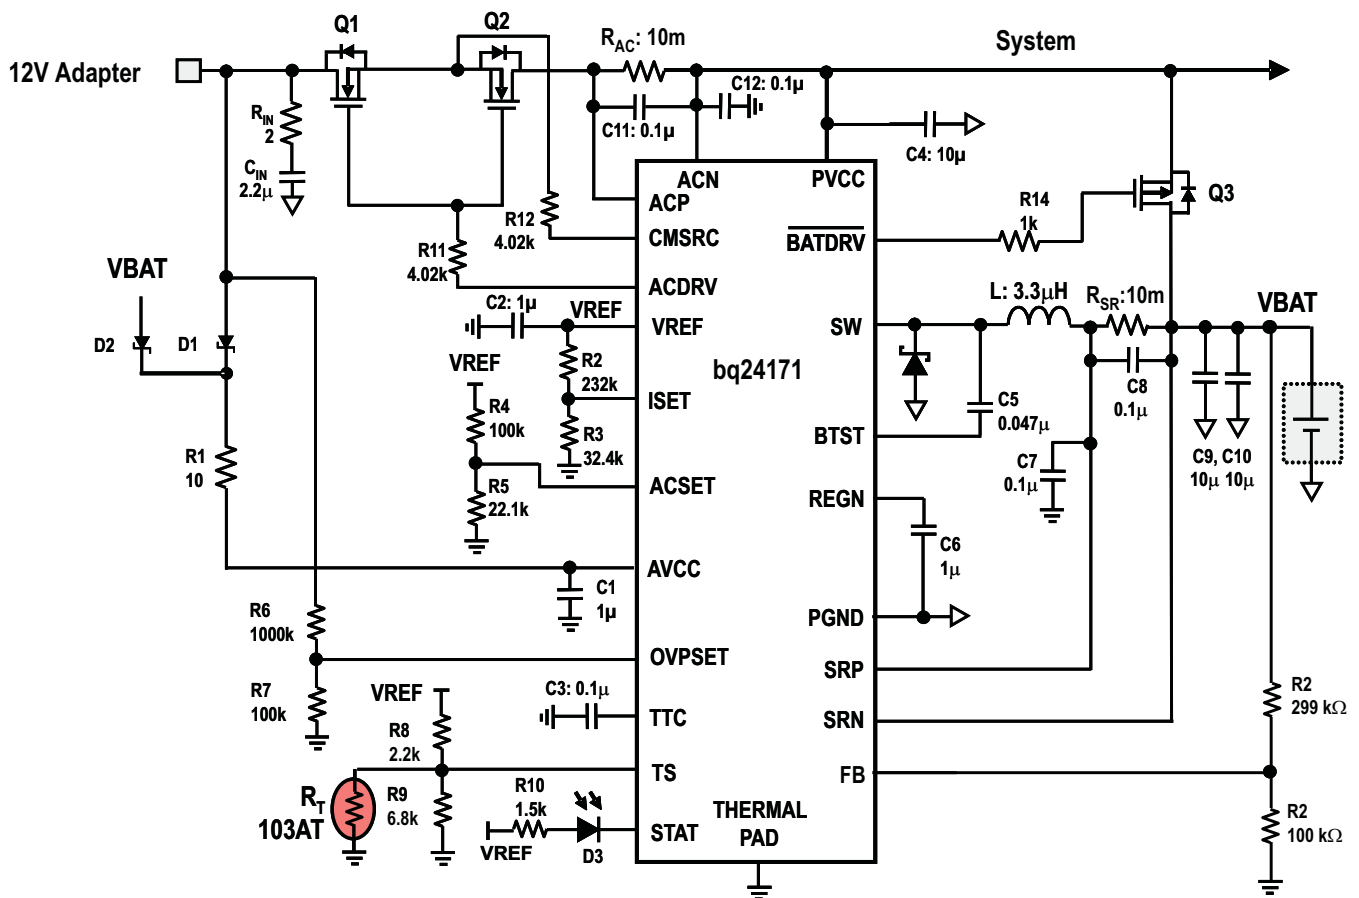 Q1
Q2
R_AC: 10m
System
12V Adapter
C12: 0.1μ
R_IN
2
C11: 0.1μ
C4: 10μ
C_IN
2.2μ
ACN
PVCC
ACP
R12
4.02k
CMSRC
BATDRV
R14
1k
Q3
R11
4.02k
ACDRV
VBAT
C2: 1μ
VREF
VREF
SW
L: 3.3μH
R_SR:10m
VBAT
D2
D1
VREF
R2
232k
bq24171
C8
0.1μ
R4
100k
ISET
C5
0.047μ
R3
32.4k
BTST
R1
10
C7
0.1μ
C9, C10
10μ 10μ
R5
22.1k
ACSET
REGN
C6
1μ
AVCC
C1
1μ
R6
1000k
PGND
OVPSET
SRP
R7
100k
VREF
C3: 0.1μ
TTC
SRN
R2
299 kΩ
R8
2.2k
TS
FB
R_T
103AT
R9
6.8k
R10
1.5k
THERMAL
PAD
R2
100 kΩ
STAT
VREF
D3